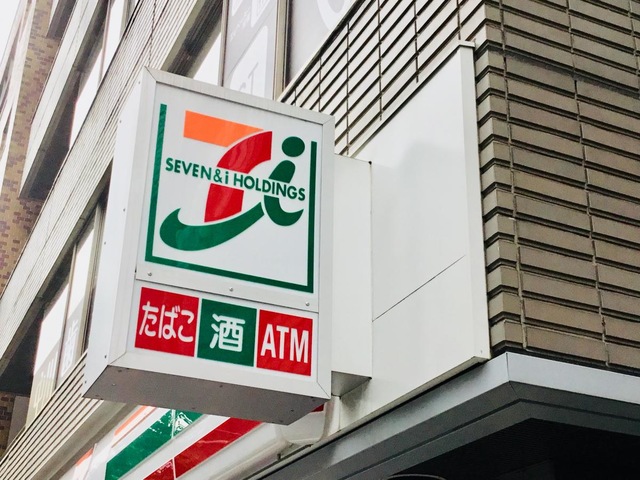 SEVEN & i HOLDINGS
たばこ 酒 ATM